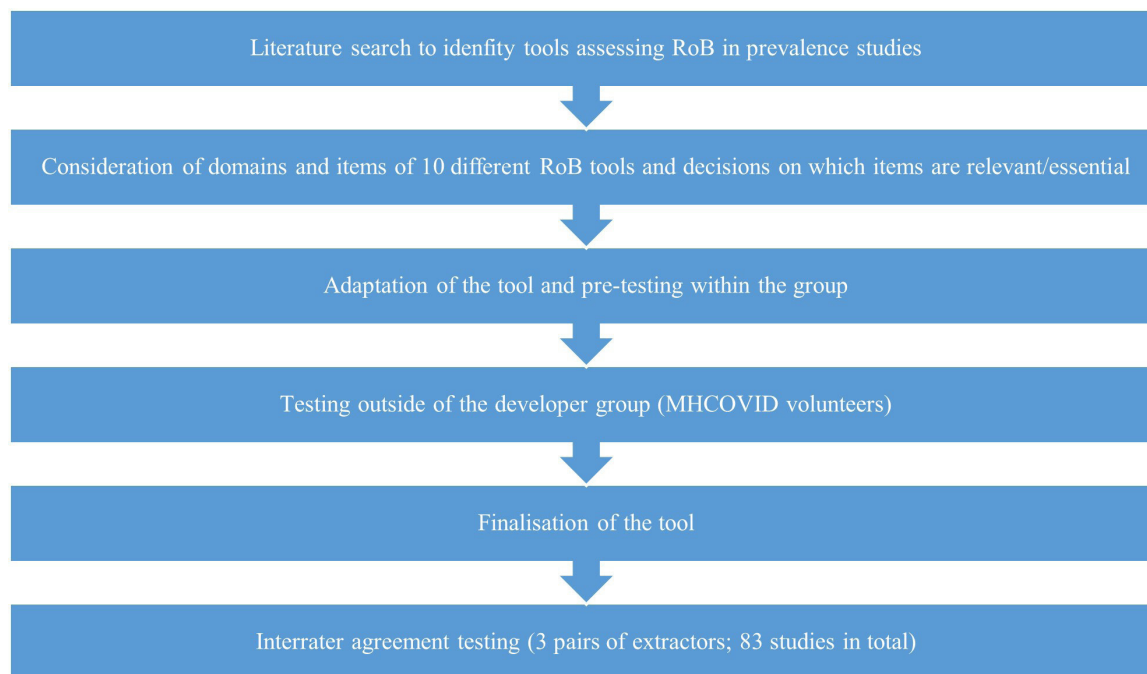 Literature search to idenfity tools assessing RoB in prevalence studies
Consideration of domains and items of 10 different RoB tools and decisions on which items are relevant/essential
Adaptation of the tool and pre-testing within the group
Testing outside of the developer group (MHCOVID volunteers)
Finalisation of the tool
Interrater agreement testing (3 pairs of extractors; 83 studies in total)